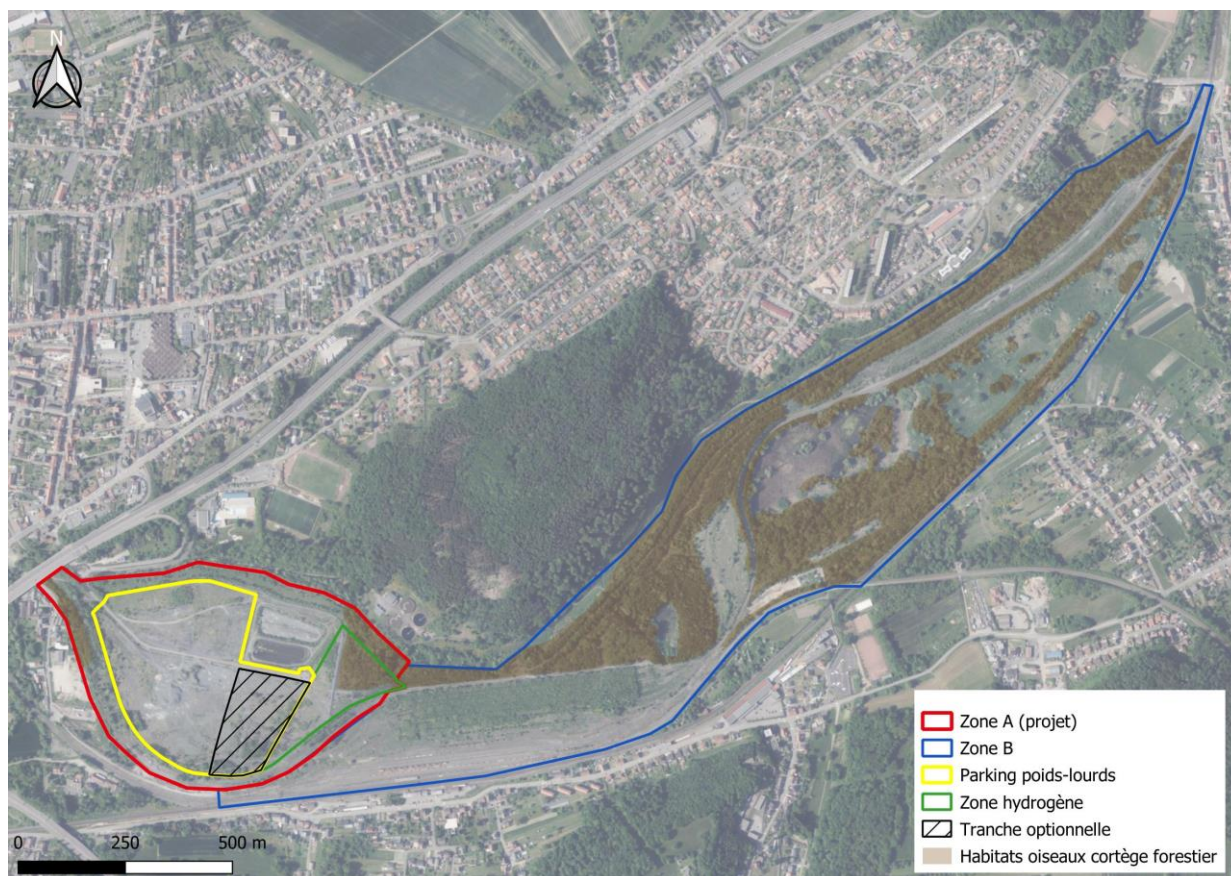 N
Zone A (projet)
Zone B
Parking poids-lourds
Zone hydrogène
Tranche optionnelle
Habitats oiseaux cortège forestier
0 250 500 m